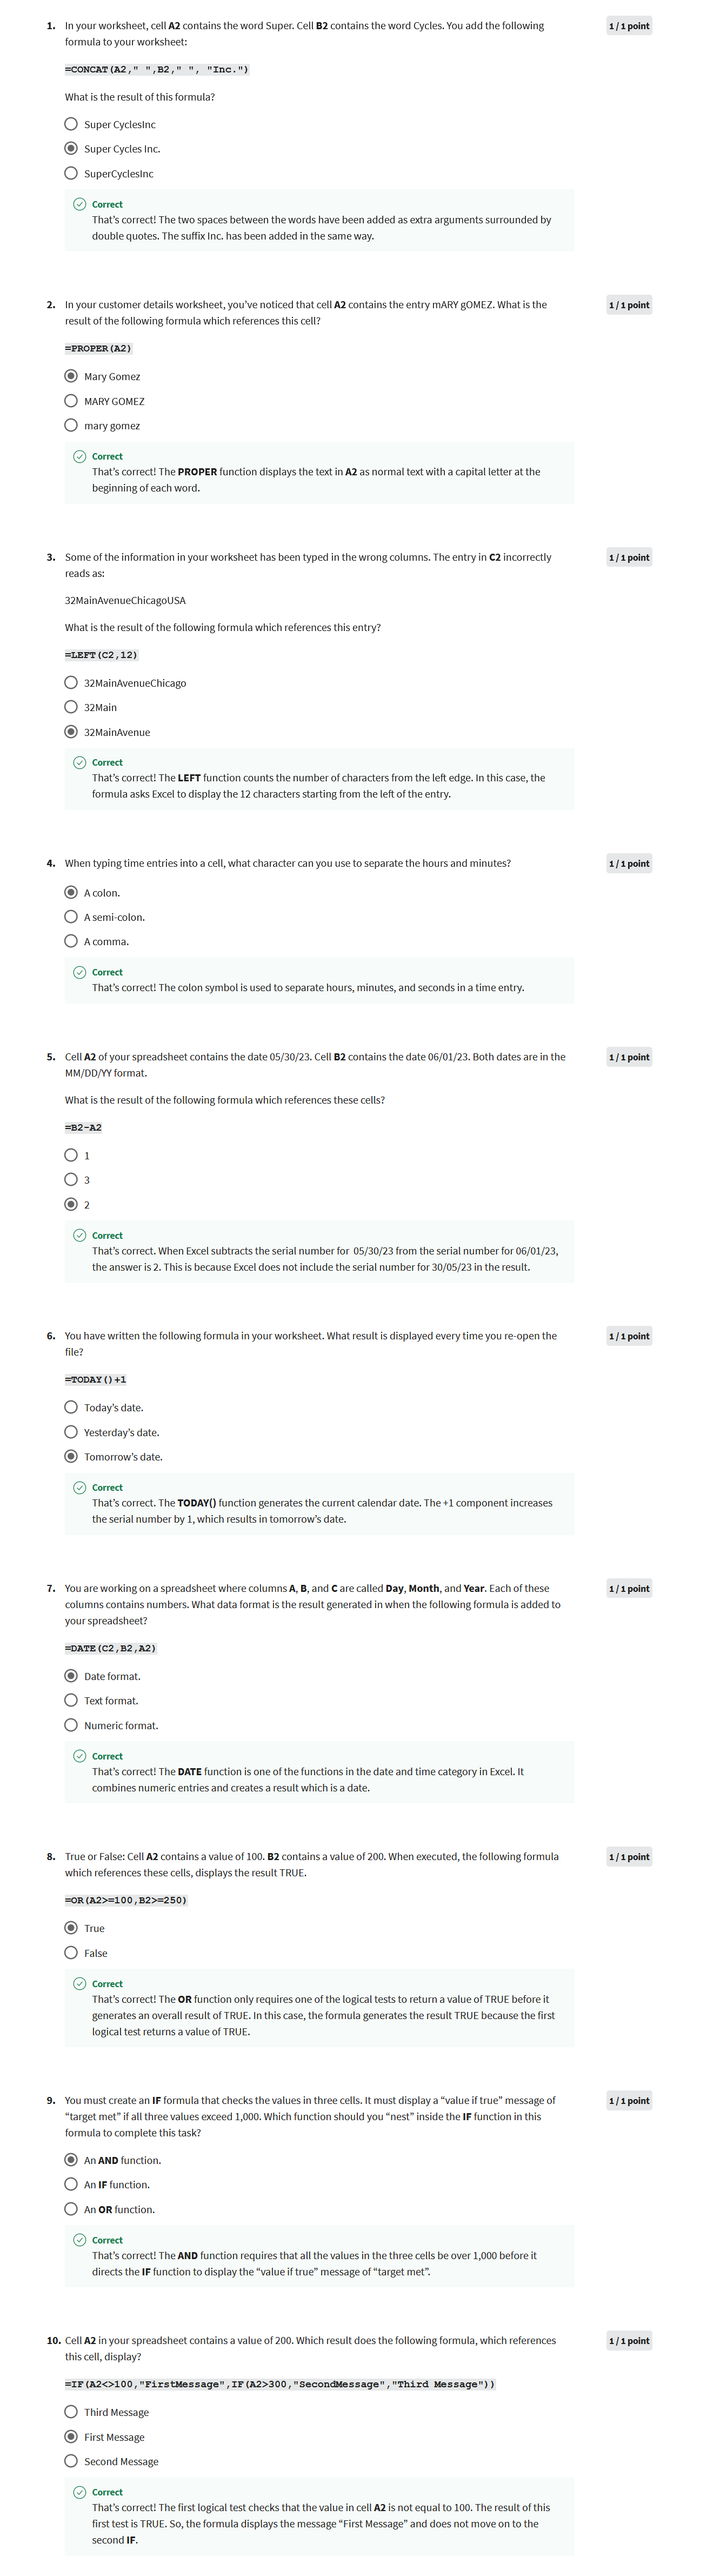 1. In your worksheet, cell A2 contains the word Super. Cell B2 contains the word Cycles. You add the following
formula to your worksheet:
1 / 1 point
=CONCAT(A2," ",B2," ", "Inc.")
What is the result of this formula?
Super CyclesInc
Super Cycles Inc.
SuperCyclesInc
Correct
That's correct! The two spaces between the words have been added as extra arguments surrounded by
double quotes. The suffix Inc. has been added in the same way.
2. In your customer details worksheet, you've noticed that cell A2 contains the entry mARY gOMEZ. What is the
result of the following formula which references this cell?
1 / 1 point
=PROPER(A2)
Mary Gomez
MARY GOMEZ
mary gomez
Correct
That's correct! The PROPER function displays the text in A2 as normal text with a capital letter at the
beginning of each word.
3. Some of the information in your worksheet has been typed in the wrong columns. The entry in C2 incorrectly
reads as:
1 / 1 point
32MainAvenueChicagoUSA
What is the result of the following formula which references this entry?
=LEFT(C2,12)
32MainAvenueChicago
32Main
32MainAvenue
Correct
That's correct! The LEFT function counts the number of characters from the left edge. In this case, the
formula asks Excel to display the 12 characters starting from the left of the entry.
4. When typing time entries into a cell, what character can you use to separate the hours and minutes?
1 / 1 point
A colon.
A semi-colon.
A comma.
Correct
That's correct! The colon symbol is used to separate hours, minutes, and seconds in a time entry.
5. Cell A2 of your spreadsheet contains the date 05/30/23. Cell B2 contains the date 06/01/23. Both dates are in the
MM/DD/YY format.
1 / 1 point
What is the result of the following formula which references these cells?
=B2-A2
1
3
2
Correct
That's correct. When Excel subtracts the serial number for 05/30/23 from the serial number for 06/01/23,
the answer is 2. This is because Excel does not include the serial number for 30/05/23 in the result.
6. You have written the following formula in your worksheet. What result is displayed every time you re-open the
file?
1 / 1 point
=TODAY()+1
Today's date.
Yesterday's date.
Tomorrow's date.
Correct
That's correct. The TODAY() function generates the current calendar date. The +1 component increases
the serial number by 1, which results in tomorrow's date.
7. You are working on a spreadsheet where columns A, B, and C are called Day, Month, and Year. Each of these
columns contains numbers. What data format is the result generated in when the following formula is added to
your spreadsheet?
1 / 1 point
=DATE(C2,B2,A2)
Date format.
Text format.
Numeric format.
Correct
That's correct! The DATE function is one of the functions in the date and time category in Excel. It
combines numeric entries and creates a result which is a date.
8. True or False: Cell A2 contains a value of 100. B2 contains a value of 200. When executed, the following formula
which references these cells, displays the result TRUE.
1 / 1 point
=OR(A2>=100,B2>=250)
True
False
Correct
That's correct! The OR function only requires one of the logical tests to return a value of TRUE before it
generates an overall result of TRUE. In this case, the formula generates the result TRUE because the first
logical test returns a value of TRUE.
9. You must create an IF formula that checks the values in three cells. It must display a “value if true” message of
“target met” if all three values exceed 1,000. Which function should you “nest” inside the IF function in this
formula to complete this task?
1 / 1 point
An AND function.
An IF function.
An OR function.
Correct
That's correct! The AND function requires that all the values in the three cells be over 1,000 before it
directs the IF function to display the “value if true” message of “target met”.
10. Cell A2 in your spreadsheet contains a value of 200. Which result does the following formula, which references
this cell, display?
1 / 1 point
=IF(A2<>100,"FirstMessage",IF(A2>300,"SecondMessage","Third Message"))
Third Message
First Message
Second Message
Correct
That's correct! The first logical test checks that the value in cell A2 is not equal to 100. The result of this
first test is TRUE. So, the formula displays the message “First Message” and does not move on to the
second IF.